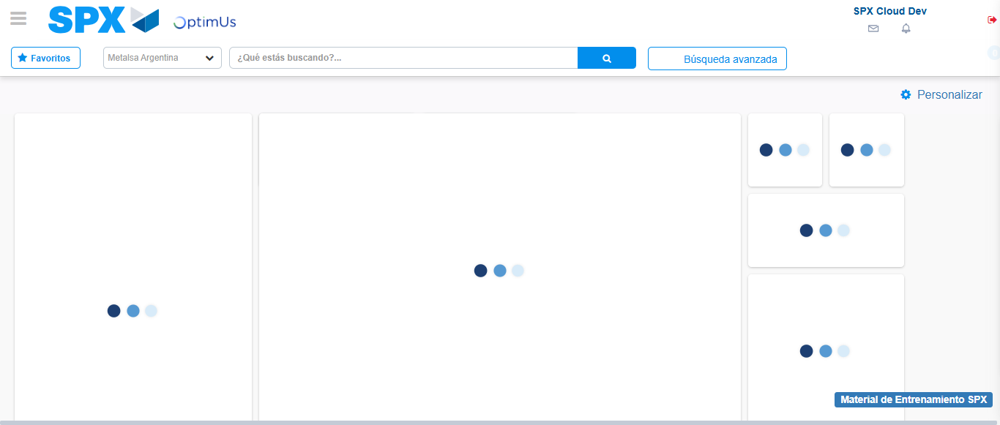 SPX
OptimUs
SPX Cloud Dev
Favoritos
Metalsa Argentina
¿Qué estás buscando?...
Búsqueda avanzada
Personalizar
Material de Entrenamiento SPX